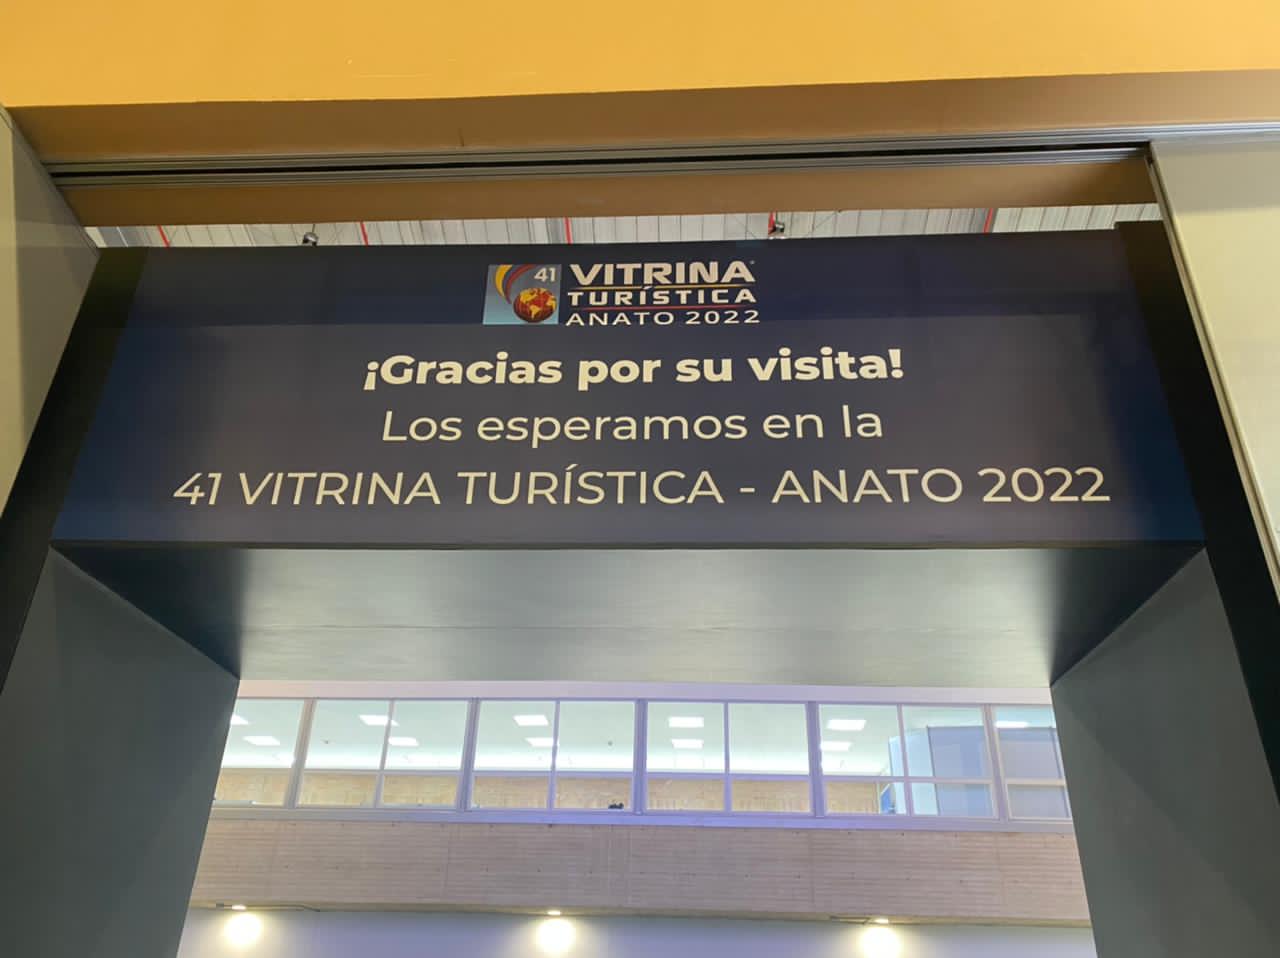 41 VITRINA
TURÍSTICA
ANATO 2022
¡Gracias por su visita!
Los esperamos en la
41 VITRINA TURÍSTICA - ANATO 2022